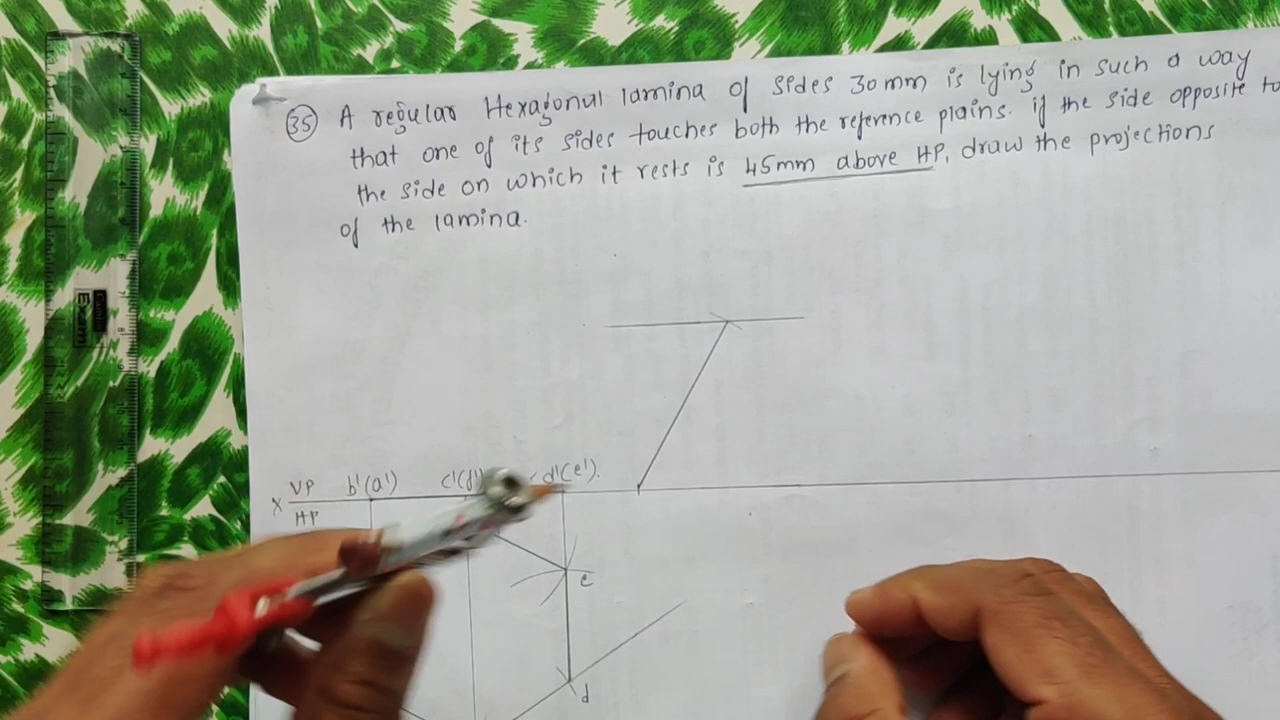 35 A regular Hexagonal lamina of sides 30mm is lying in such a way
that one of its sides touches both the reference plains. if the side opposite to
the side on which it rests is 45mm above HP, draw the projections
of the lamina.
X VP b'(a') c'(f') d'(e').
HP
e
d
Exam